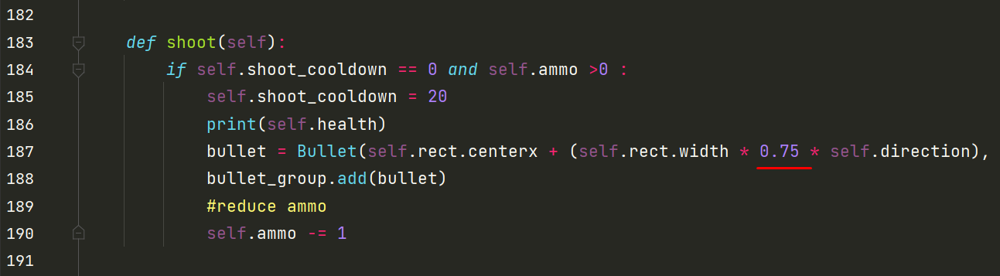 182
183 def shoot(self):
184 if self.shoot_cooldown == 0 and self.ammo >0 :
185 self.shoot_cooldown = 20
186 print(self.health)
187 bullet = Bullet(self.rect.centerx + (self.rect.width * 0.75 * self.direction),
188 bullet_group.add(bullet)
189 #reduce ammo
190 self.ammo -= 1
191